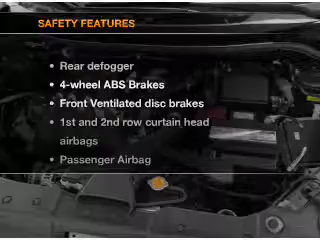 SAFETY FEATURES
• Rear defogger
• 4-wheel ABS Brakes
• Front Ventilated disc brakes
• 1st and 2nd row curtain head
airbags
• Passenger Airbag